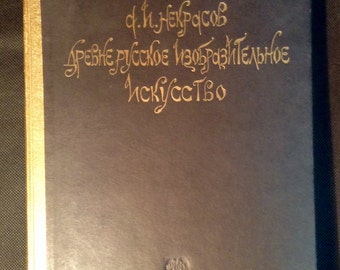 А.И. Некрасов
Древнерусское Изобразительное
Искусство